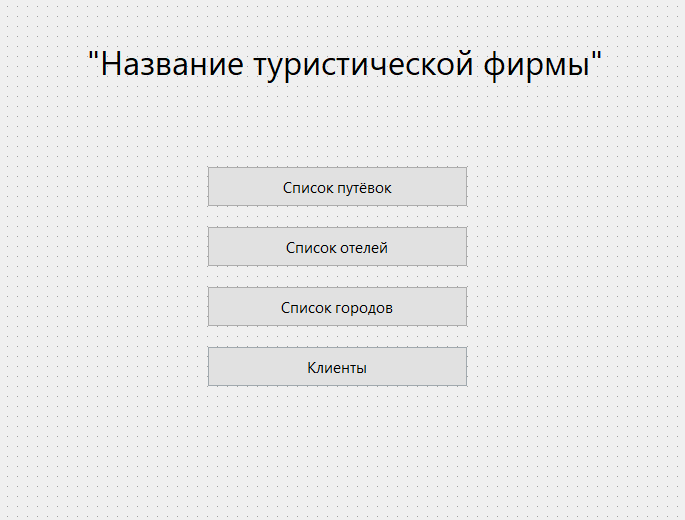 "Название туристической фирмы"
Список путёвок
Список отелей
Список городов
Клиенты